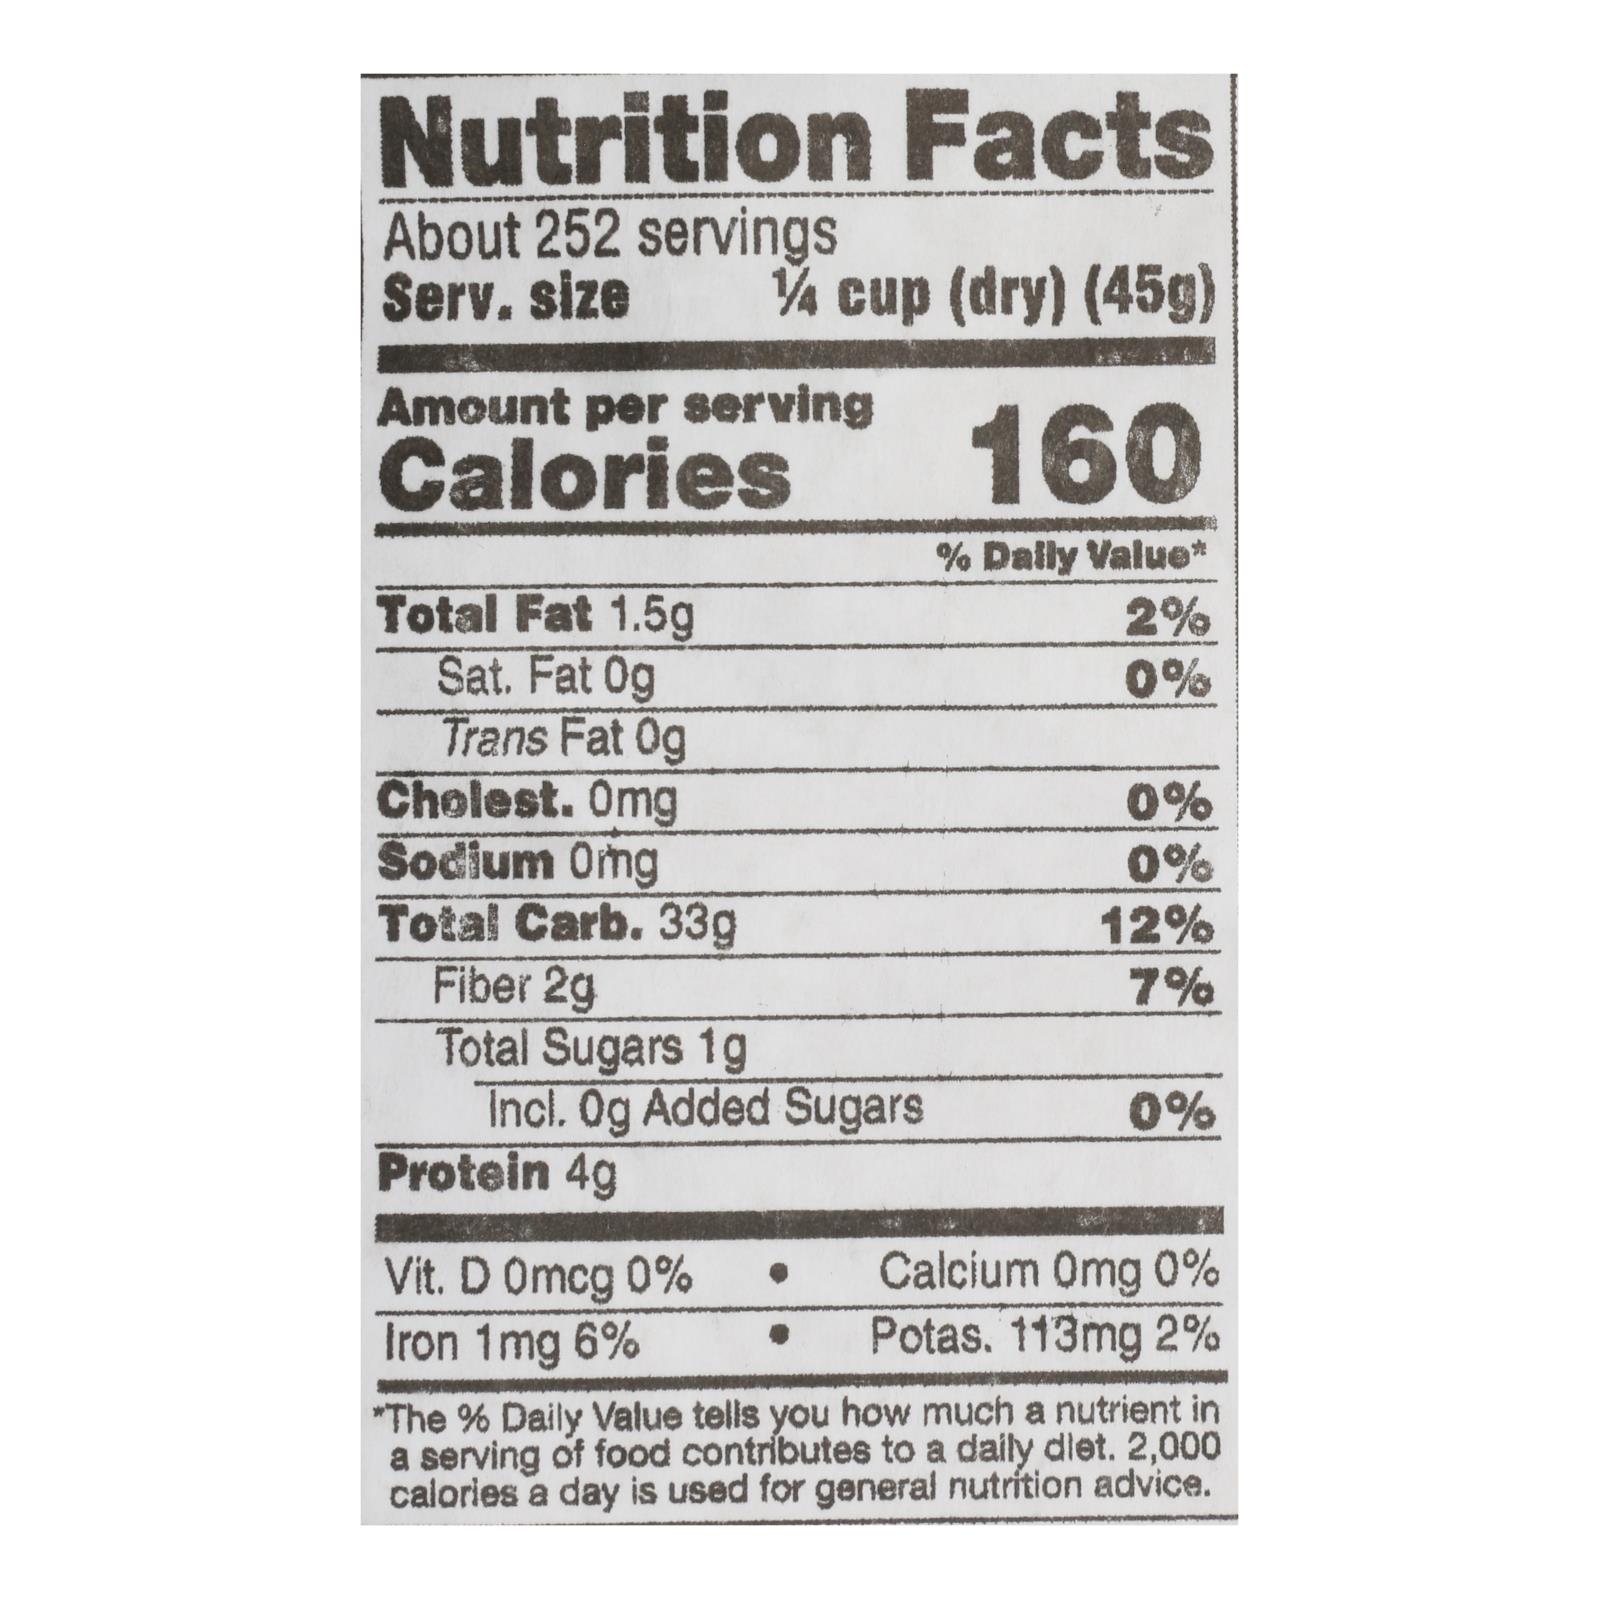 Nutrition Facts
About 252 servings
Serv. size ¼ cup (dry) (45g)
Amount per serving
Calories 160
% Daily Value*
Total Fat 1.5g 2%
Sat. Fat 0g 0%
Trans Fat 0g
Cholest. 0mg 0%
Sodium 0mg 0%
Total Carb. 33g 12%
Fiber 2g 7%
Total Sugars 1g
Incl. 0g Added Sugars 0%
Protein 4g
Vit. D 0mcg 0% • Calcium 0mg 0%
Iron 1mg 6% • Potas. 113mg 2%
*The % Daily Value tells you how much a nutrient in
a serving of food contributes to a daily diet. 2,000
calories a day is used for general nutrition advice.